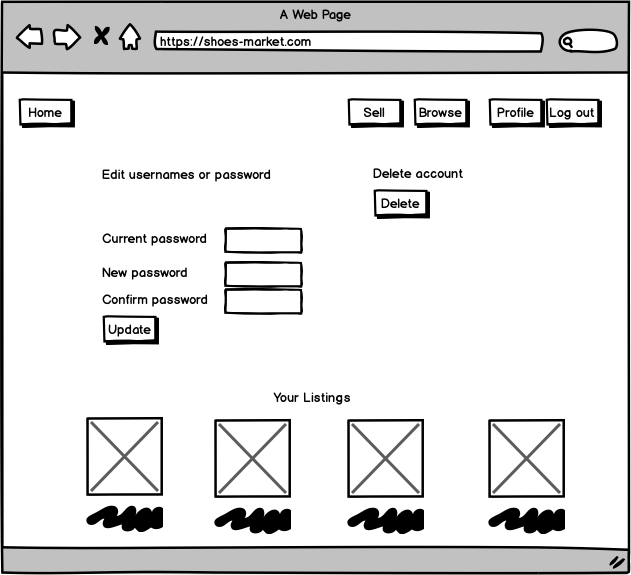 A Web Page
https://shoes-market.com
Home
Sell
Browse
Profile
Log out
Edit usernames or password
Delete account
Delete
Current password
New password
Confirm password
Update
Your Listings